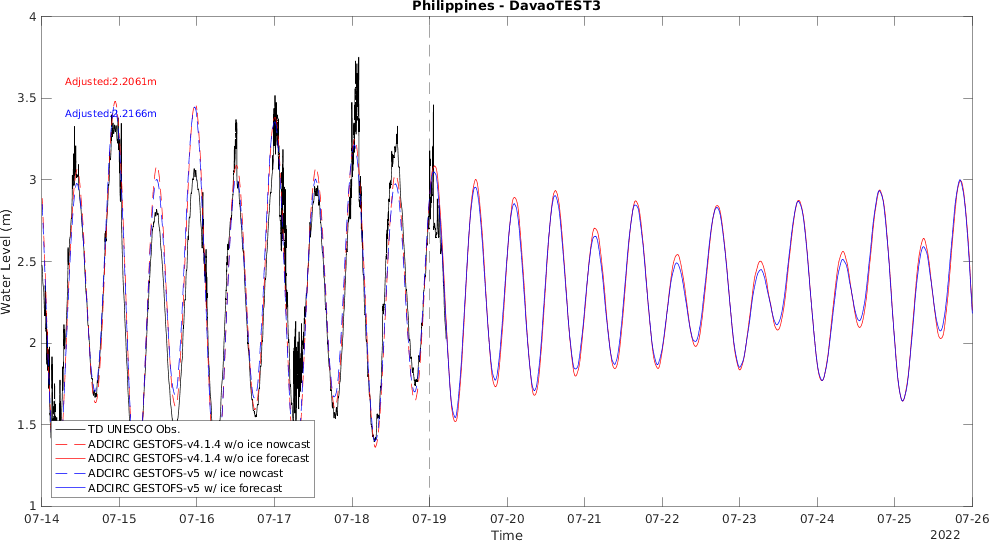 Philippines - DavaoTEST3
4
3.5
3
2.5
2
1.5
1
Water Level (m)
Adjusted:2.2061m
Adjusted:2.2166m
TD UNESCO Obs.
ADCIRC GESTOFS-v4.1.4 w/o ice nowcast
ADCIRC GESTOFS-v4.1.4 w/o ice forecast
ADCIRC GESTOFS-v5 w/ ice nowcast
ADCIRC GESTOFS-v5 w/ ice forecast
07-14 07-15 07-16 07-17 07-18 07-19 07-20 07-21 07-22 07-23 07-24 07-25 07-26
Time
2022